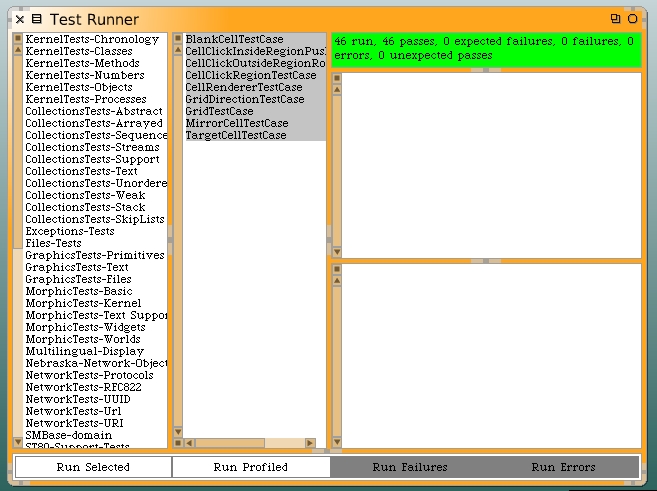 Test Runner
KernelTests-Chronology
KernelTests-Classes
KernelTests-Methods
KernelTests-Numbers
KernelTests-Objects
KernelTests-Processes
CollectionsTests-Abstract
CollectionsTests-Arrayed
CollectionsTests-Sequence
CollectionsTests-Streams
CollectionsTests-Support
CollectionsTests-Text
CollectionsTests-Unordere
CollectionsTests-Weak
CollectionsTests-Stack
CollectionsTests-SkipLists
Exceptions-Tests
Files-Tests
GraphicsTests-Primitives
GraphicsTests-Text
GraphicsTests-Files
MorphicTests-Basic
MorphicTests-Kernel
MorphicTests-Text Suppor
MorphicTests-Widgets
MorphicTests-Worlds
Multilingual-Display
Nebraska-Network-Object
NetworkTests-Protocols
NetworkTests-RFC822
NetworkTests-UUID
NetworkTests-Url
NetworkTests-URI
SMBase-domain
ST80-Support-Tests
BlankCellTestCase
CellClickInsideRegionPus
CellClickOutsideRegionRo
CellClickRegionTestCase
CellRendererTestCase
GridDirectionTestCase
GridTestCase
MirrorCellTestCase
TargetCellTestCase
46 run, 46 passes, 0 expected failures, 0 failures, 0
errors, 0 unexpected passes
Run Selected
Run Profiled
Run Failures
Run Errors